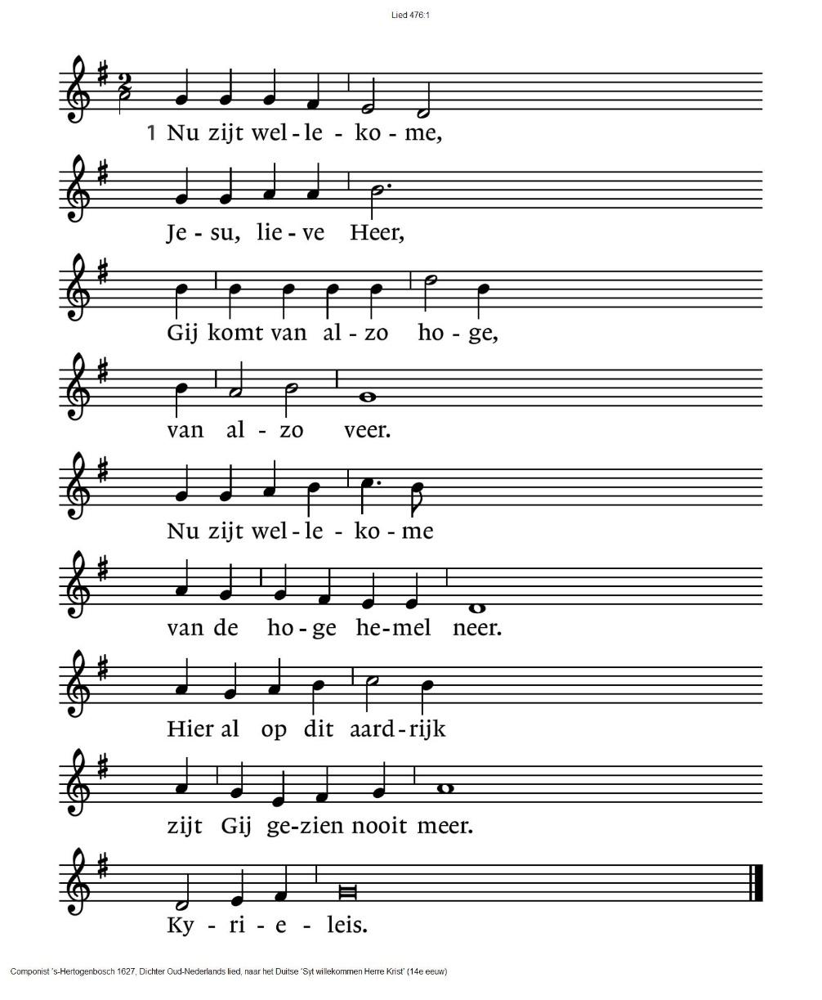 Lied 476:1
2
1 Nu zijt wel - le - ko - me,
Je - su, lie - ve Heer,
Gij komt van al - zo ho - ge,
van al - zo veer.
Nu zijt wel - le - ko - me
van de ho - ge he - mel neer.
Hier al op dit aard - rijk
zijt Gij ge - zien nooit meer.
Ky - ri - e - leis.
Componist 's-Hertogenbosch 1627, Dichter Oud-Nederlands lied, naar het Duitse 'Syt willekommen Herre Krist' (14e eeuw)